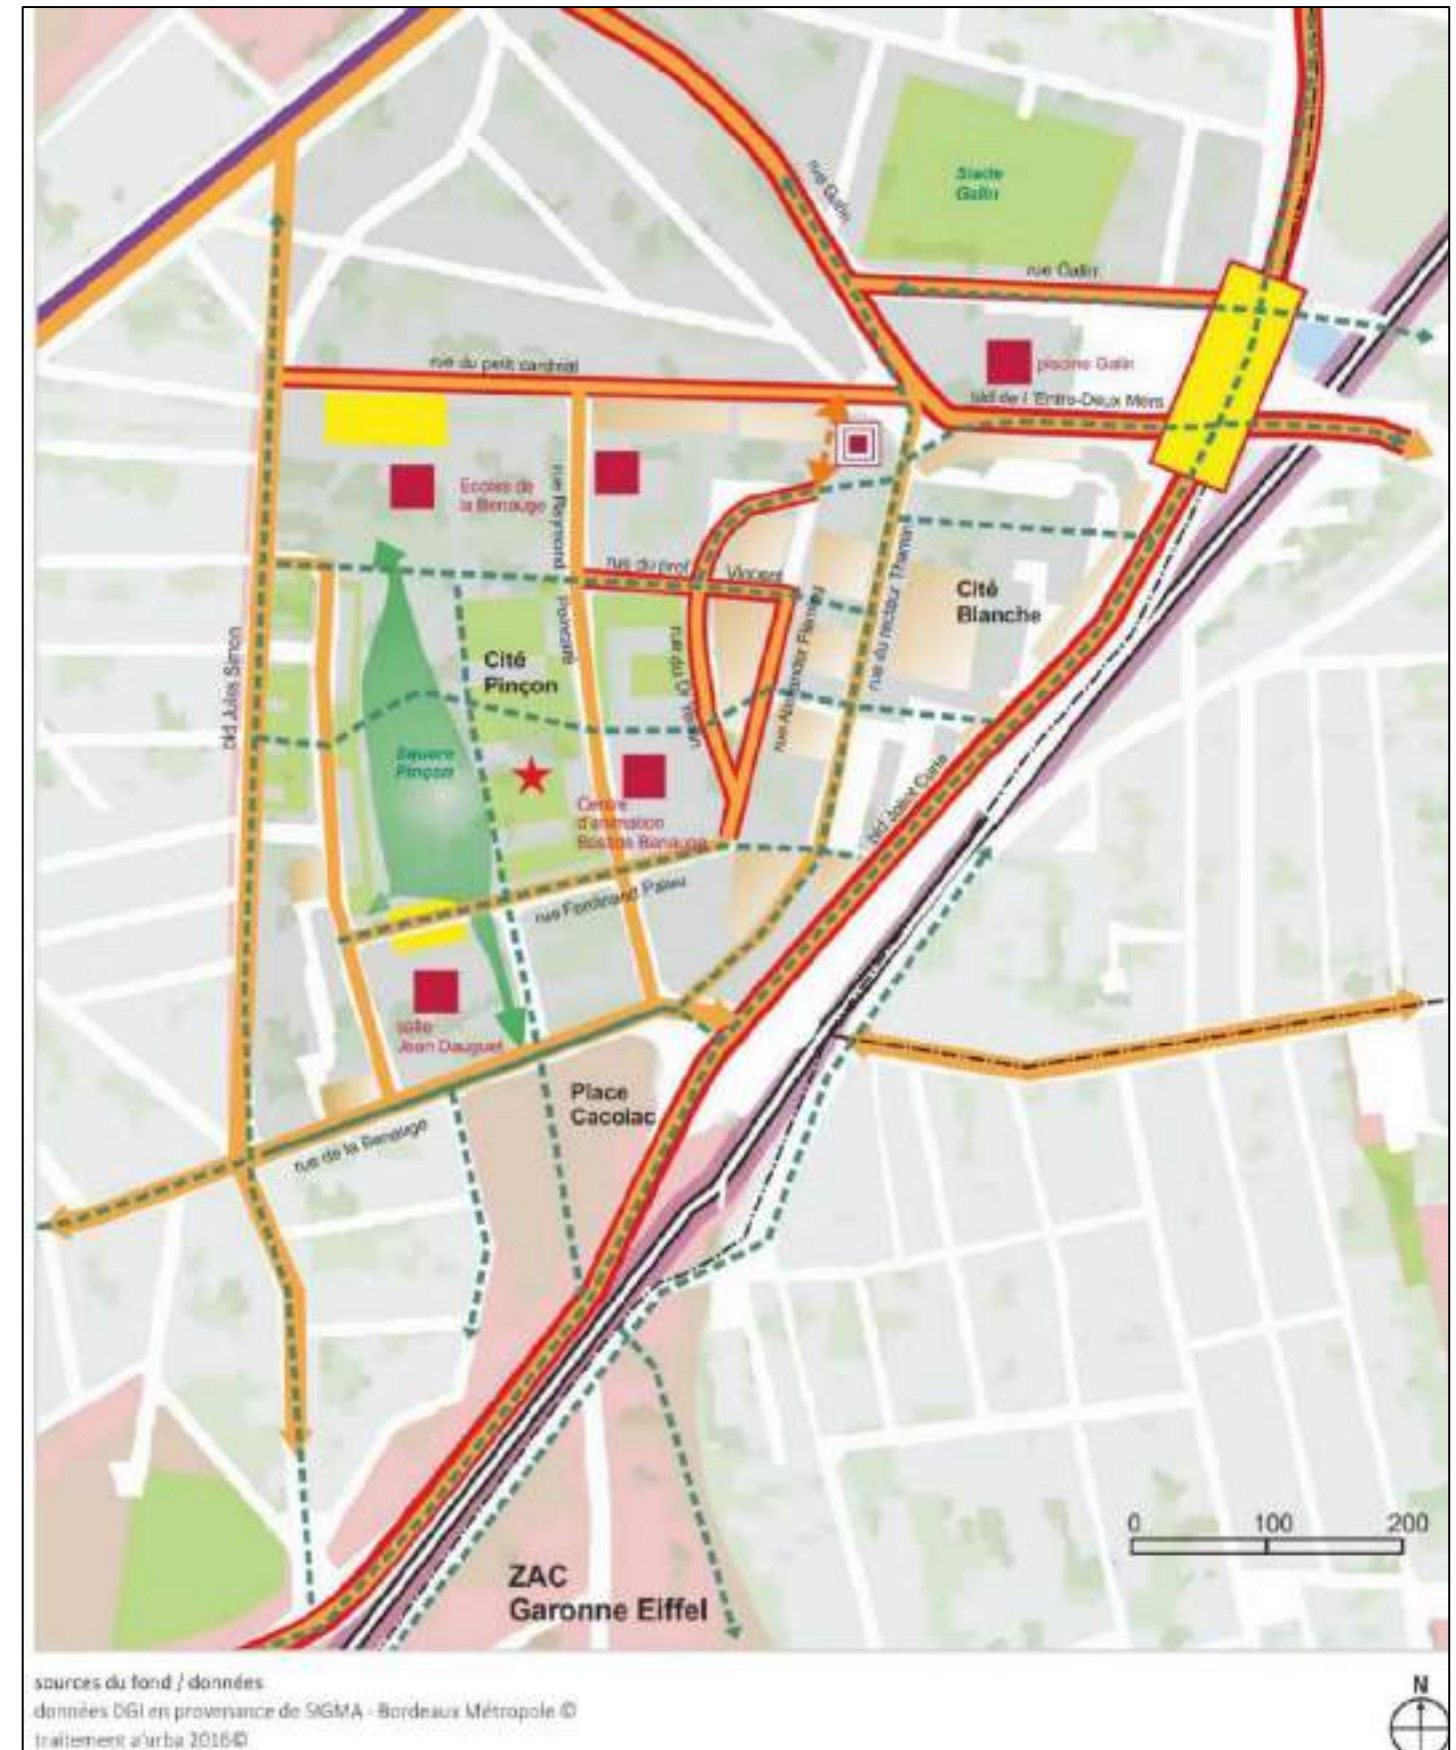 rue Galin
Stade
Galin
rue Galin
piscine Galin
bld de l 'Entre-Deux Mers
rue du petit cardinal
Ecoles de
la Benauge
rue Raymond
Poincaré
rue du prof
Vincent
rue du recteur Thamin
Cité
Blanche
Cité
Pinçon
rue Alexander Fleming
bld Jules Simon
Square
Pinçon
Centre
d'animation
Bastide Benauge
bld Joliot Curie
rue Ferdinand Palau
salle
Jean Dauguet
Place
Cacolac
rue de la Benauge
ZAC
Garonne Eiffel
0 100 200
sources du fond / données
données DGI en provenance de SIGMA - Bordeaux Métropole ©
traitement a'urba 2016©
N